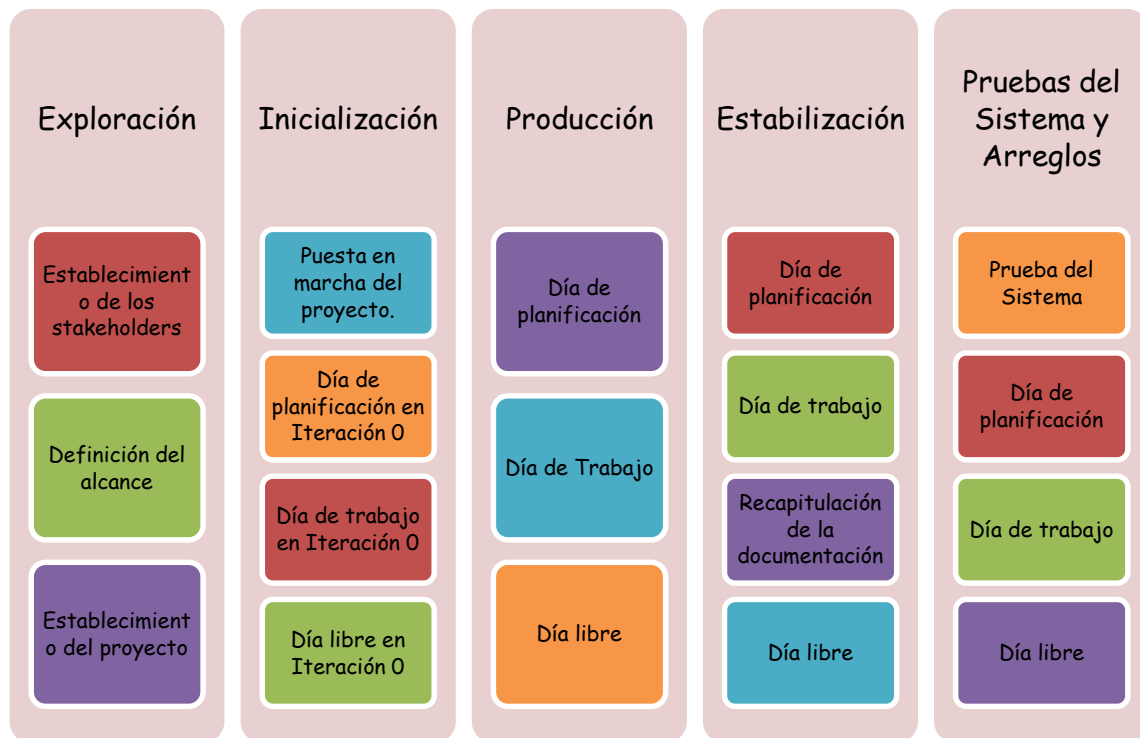 Exploración
Establecimient
o de los
stakeholders
Definición del
alcance
Establecimient
o del proyecto
Inicialización
Puesta en
marcha del
proyecto.
Día de
planificación en
Iteración 0
Día de trabajo
en Iteración 0
Día libre en
Iteración 0
Producción
Día de
planificación
Día de Trabajo
Día libre
Estabilización
Día de
planificación
Día de trabajo
Recapitulación
de la
documentación
Día libre
Pruebas del
Sistema y
Arreglos
Prueba del
Sistema
Día de
planificación
Día de trabajo
Día libre